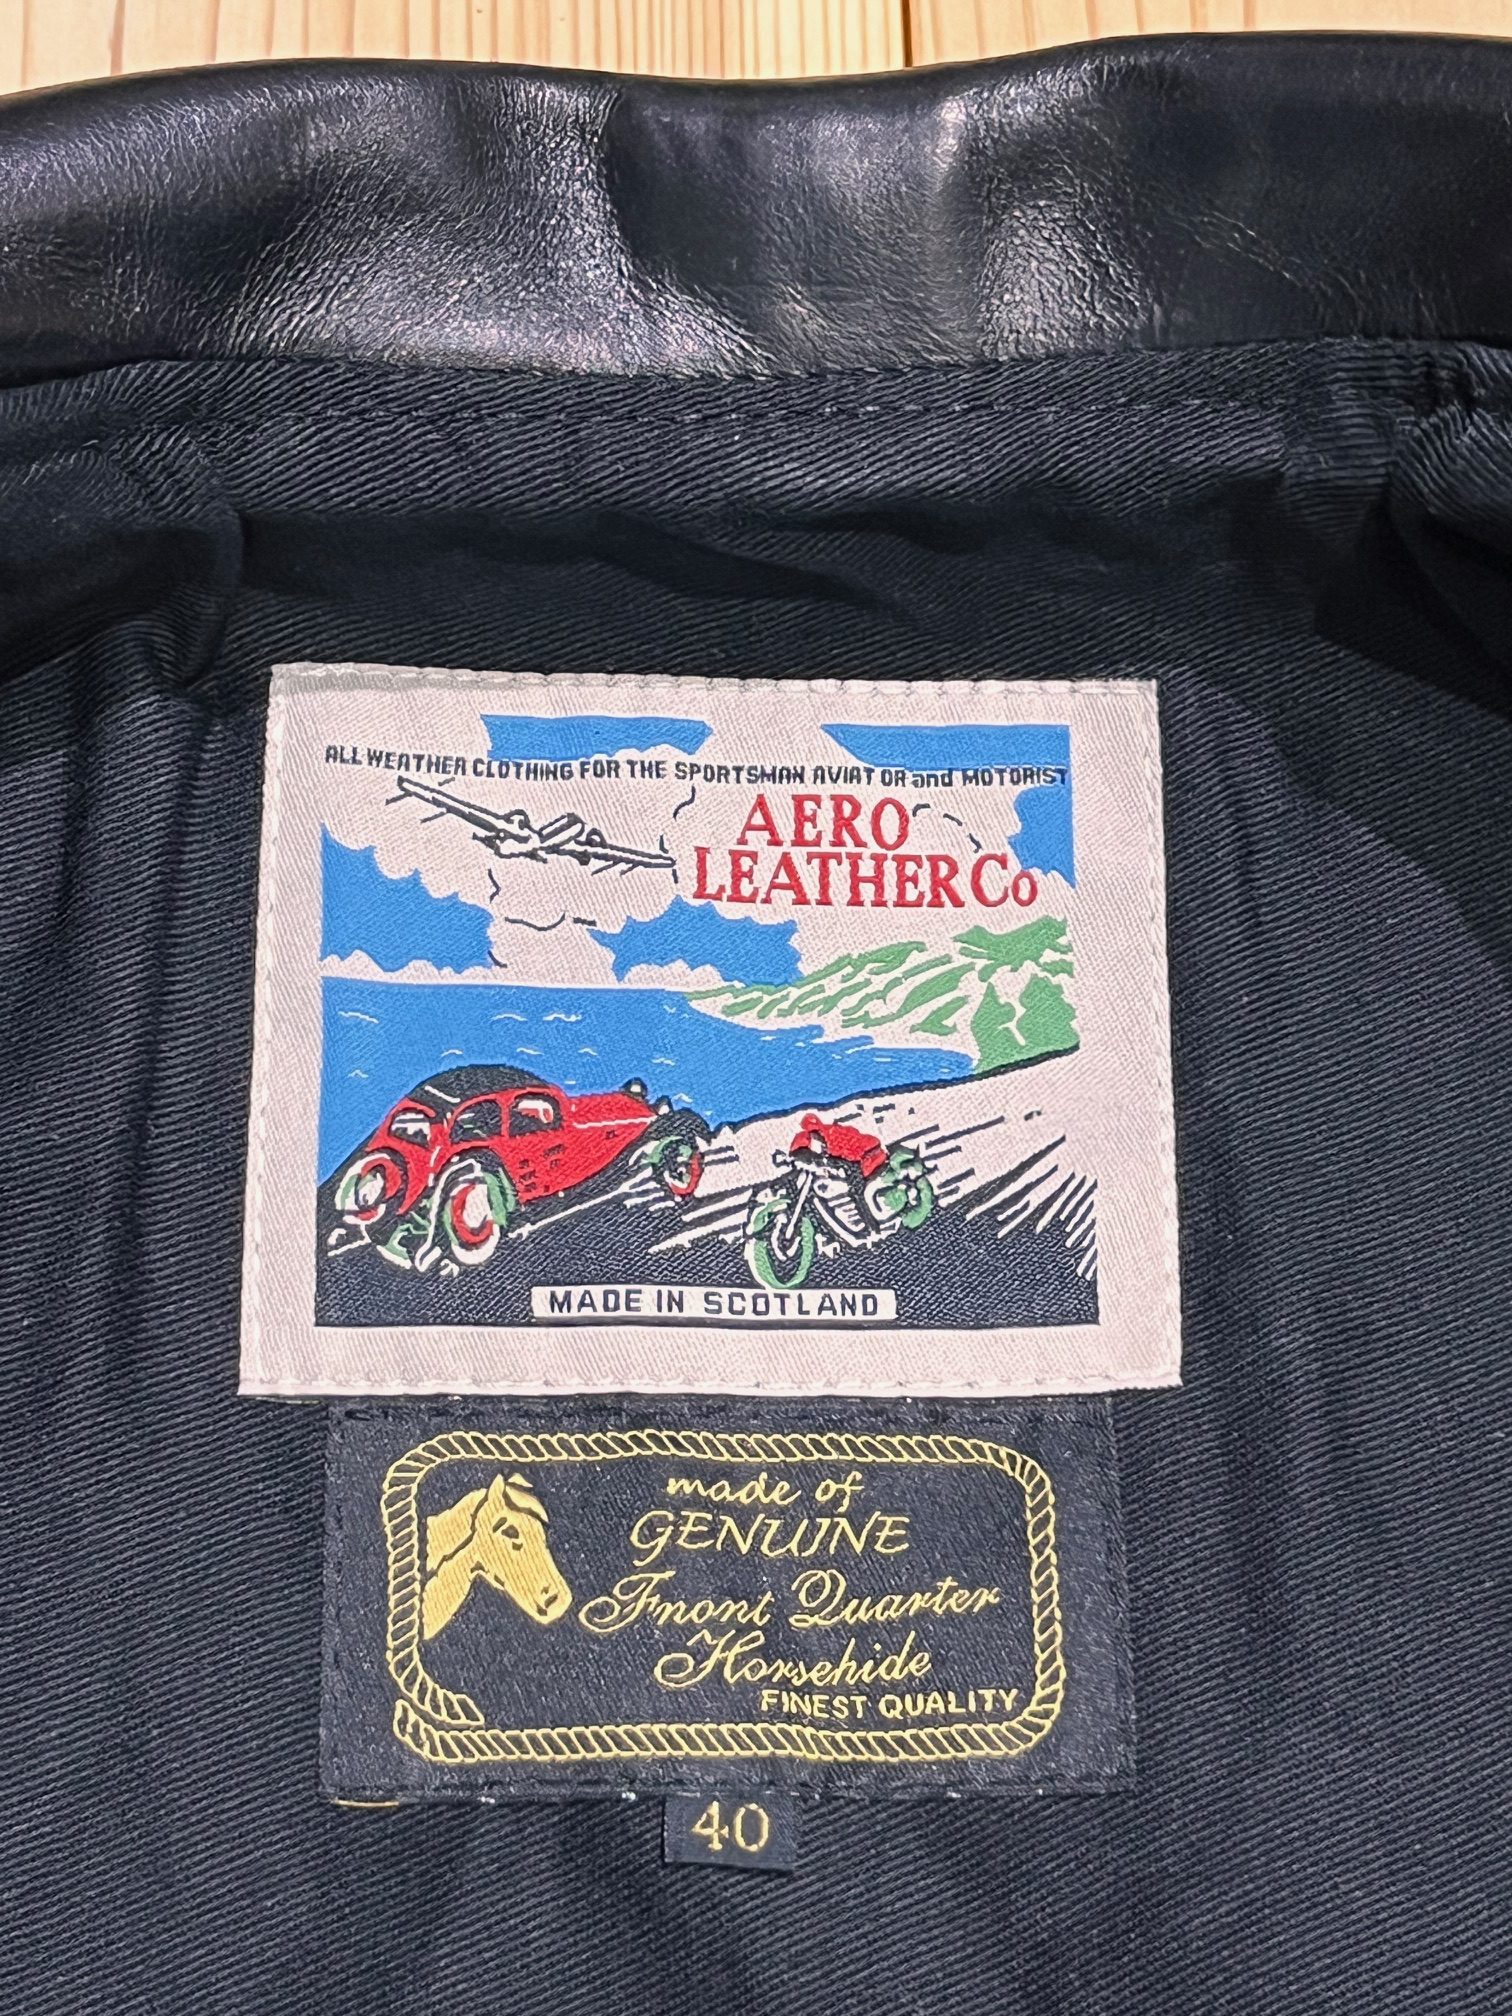 ALL WEATHER CLOTHING FOR THE SPORTSMAN AVIATOR and MOTORIST
AERO
LEATHER Co
MADE IN SCOTLAND
made of
GENUINE
Front Quarter
Horsehide
FINEST QUALITY
40